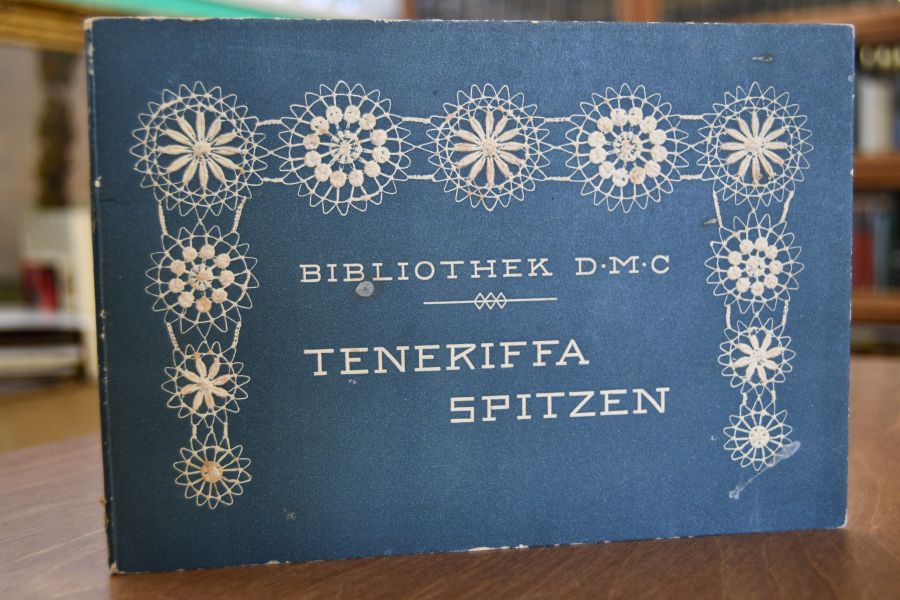 BIBLIOTHEK D·M·C
TENERIFFA
SPITZEN